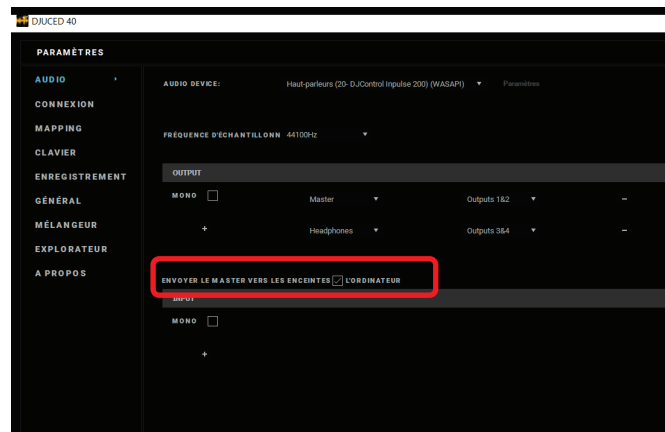 DJUCED 40
PARAMÈTRES
AUDIO
CONNEXION
MAPPING
CLAVIER
ENREGISTREMENT
GÉNÉRAL
MÉLANGEUR
EXPLORATEUR
A PROPOS
AUDIO DEVICE: Haut-parleurs (20- DJControl Inpulse 200) (WASAPI) Paramètres
FRÉQUENCE D'ÉCHANTILLONN 44100Hz
OUTPUT
MONO Master Outputs 1&2 −
+ Headphones Outputs 3&4 −
ENVOYER LE MASTER VERS LES ENCEINTES L'ORDINATEUR
INPUT
MONO
+